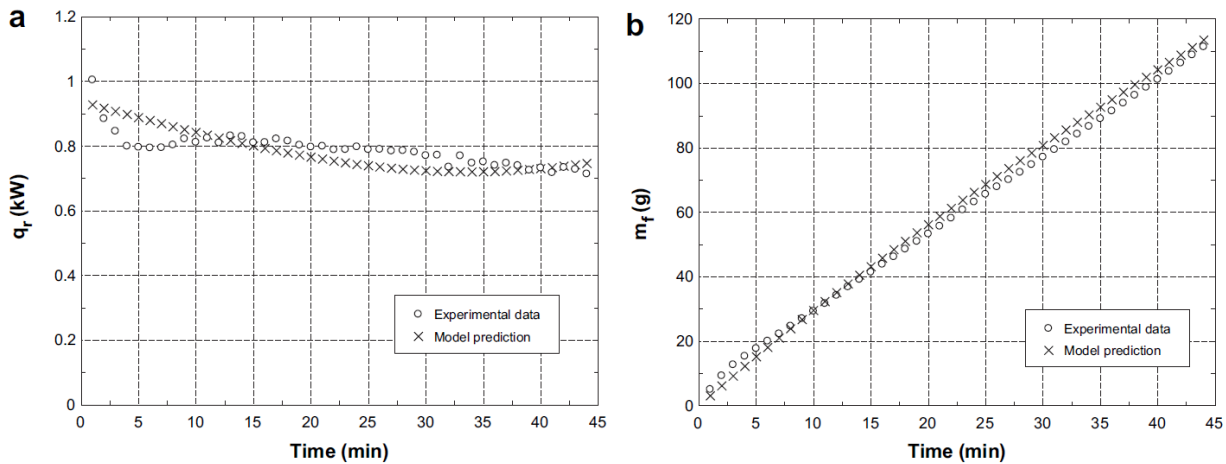 a
1.2
1
0.8
0.6
0.4
0.2
0
q_r (kW)
Experimental data
Model prediction
0 5 10 15 20 25 30 35 40 45
Time (min)
b
120
100
80
60
40
20
0
m_f (g)
Experimental data
Model prediction
0 5 10 15 20 25 30 35 40 45
Time (min)